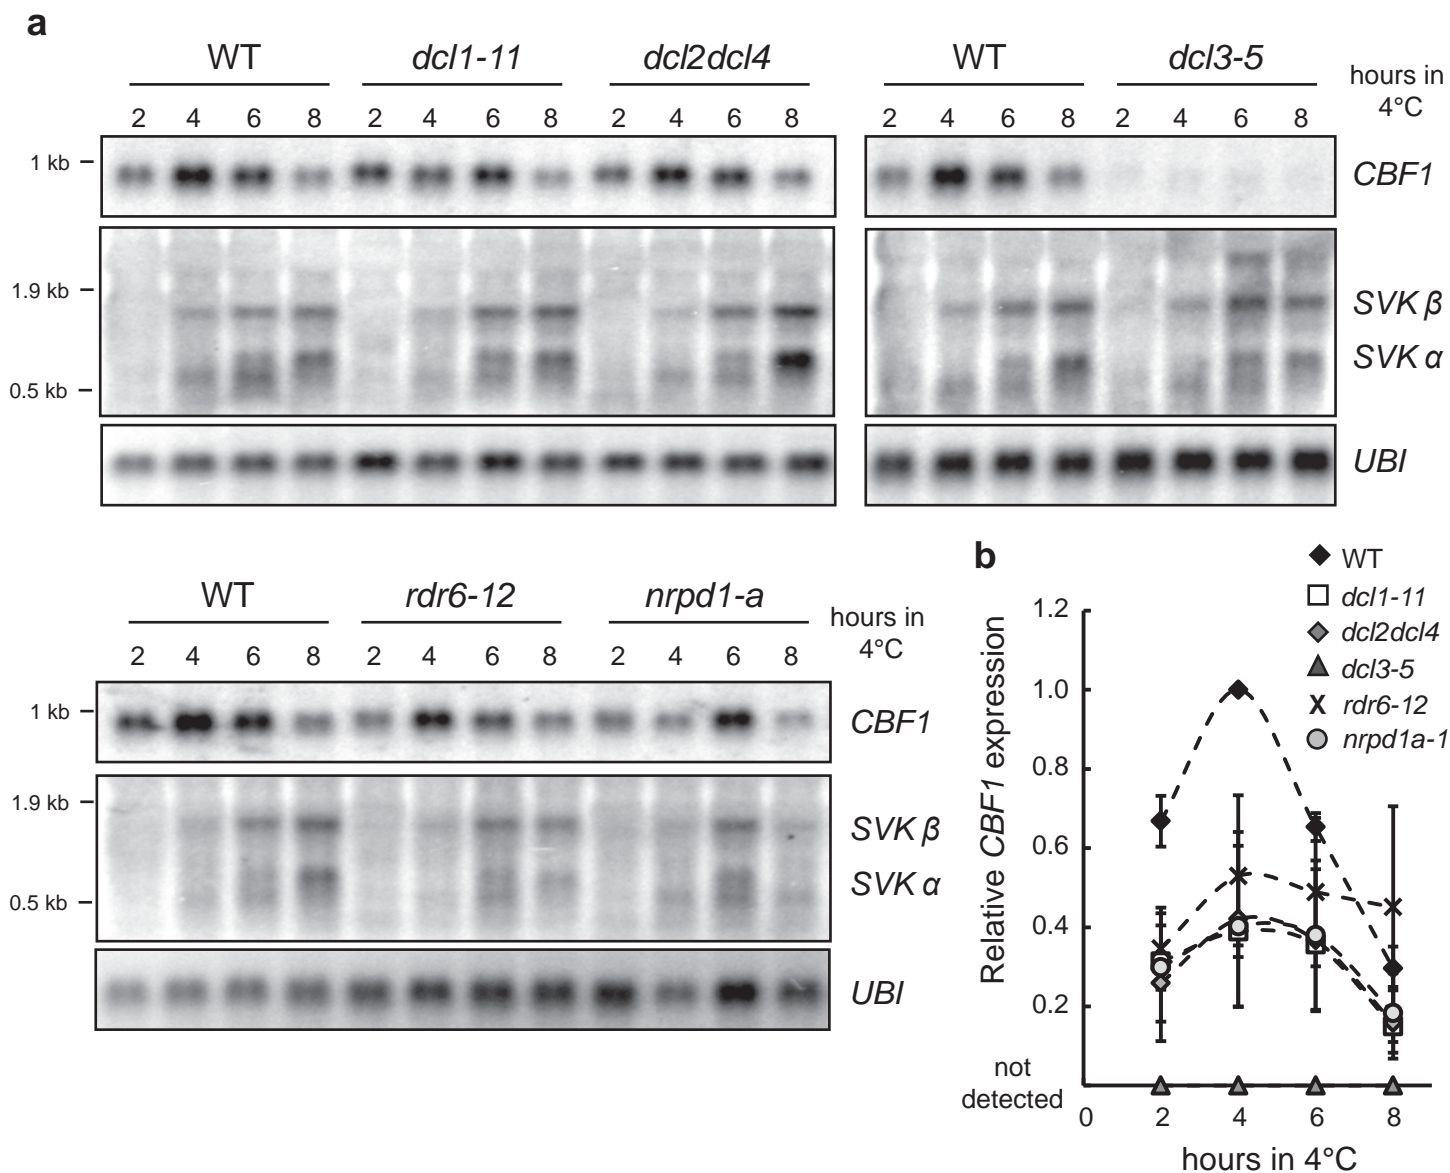 a
WT dcl1-11 dcl2dcl4 WT dcl3-5 hours in
4°C
2 4 6 8 2 4 6 8 2 4 6 8 2 4 6 8 2 4 6 8
1 kb CBF1
1.9 kb SVK β
0.5 kb SVK α
UBI
WT rdr6-12 nrpd1-a hours in
4°C
2 4 6 8 2 4 6 8 2 4 6 8
1 kb CBF1
1.9 kb SVK β
0.5 kb SVK α
UBI
b
WT
dcl1-11
dcl2dcl4
dcl3-5
rdr6-12
nrpd1a-1
Relative CBF1 expression
1.2
1.0
0.8
0.6
0.4
0.2
not
detected
0 2 4 6 8
hours in 4°C